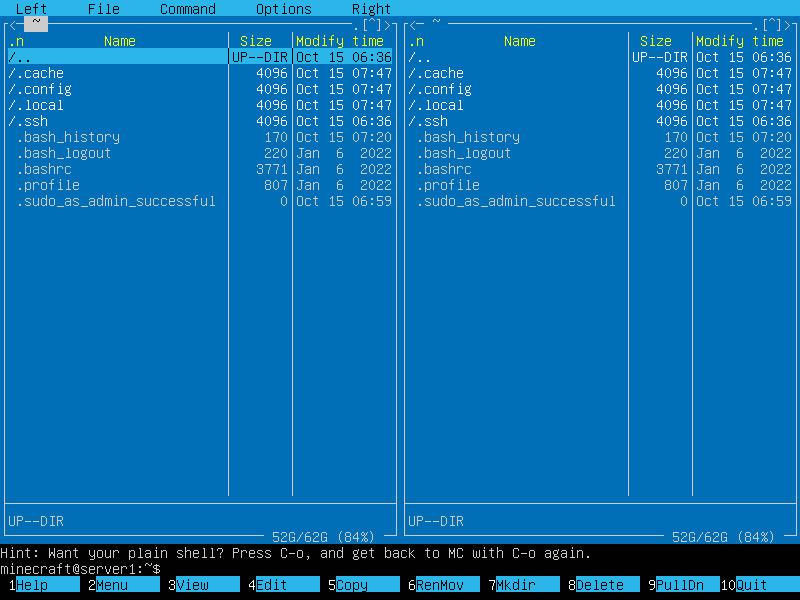 Left File Command Options Right
<─ ~ .[^]> <─ ~ .[^]>
.n Name Size Modify time .n Name Size Modify time
/.. UP--DIR Oct 15 06:36 /.. UP--DIR Oct 15 06:36
/.cache 4096 Oct 15 07:47 /.cache 4096 Oct 15 07:47
/.config 4096 Oct 15 07:47 /.config 4096 Oct 15 07:47
/.local 4096 Oct 15 07:47 /.local 4096 Oct 15 07:47
/.ssh 4096 Oct 15 06:36 /.ssh 4096 Oct 15 06:36
.bash_history 170 Oct 15 07:20 .bash_history 170 Oct 15 07:20
.bash_logout 220 Jan 6 2022 .bash_logout 220 Jan 6 2022
.bashrc 3771 Jan 6 2022 .bashrc 3771 Jan 6 2022
.profile 807 Jan 6 2022 .profile 807 Jan 6 2022
.sudo_as_admin_successful 0 Oct 15 06:59 .sudo_as_admin_successful 0 Oct 15 06:59
UP--DIR UP--DIR
52G/62G (84%) 52G/62G (84%)
Hint: Want your plain shell? Press C-o, and get back to MC with C-o again.
minecraft@server1:~$
1Help 2Menu 3View 4Edit 5Copy 6RenMov 7Mkdir 8Delete 9PullDn 10Quit